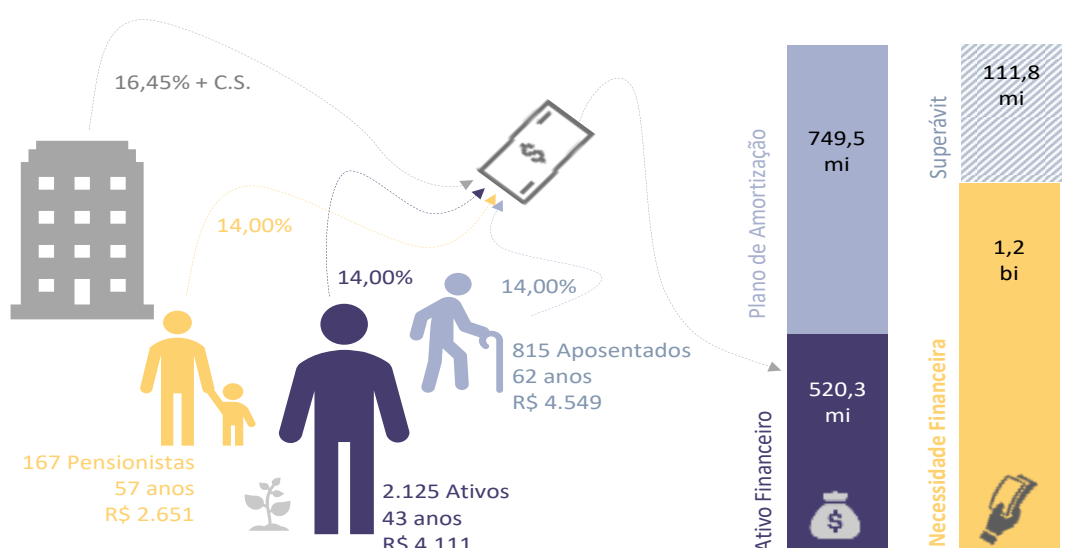 16,45% + C.S.
14,00%
14,00%
14,00%
167 Pensionistas
57 anos
R$ 2.651
2.125 Ativos
43 anos
R$ 4.111
815 Aposentados
62 anos
R$ 4.549
Plano de Amortização
749,5
mi
Ativo Financeiro
520,3
mi
$
$
Superávit
111,8
mi
Necessidade Financeira
1,2
bi